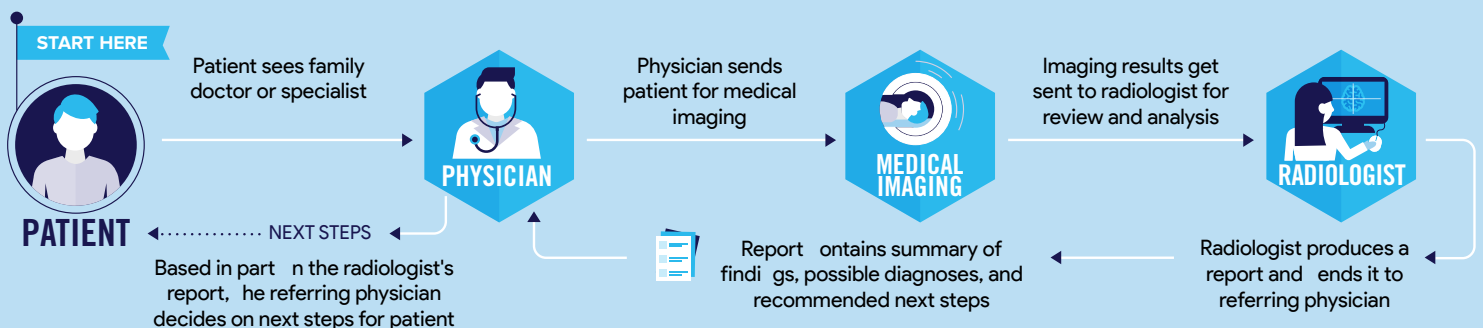 START HERE
Patient sees family
doctor or specialist
PHYSICIAN
Physician sends
patient for medical
imaging
MEDICAL
IMAGING
Imaging results get
sent to radiologist for
review and analysis
RADIOLOGIST
Radiologist produces a
report and ends it to
referring physician
Report ontains summary of
findi gs, possible diagnoses, and
recommended next steps
NEXT STEPS
PATIENT
Based in part n the radiologist's
report, he referring physician
decides on next steps for patient